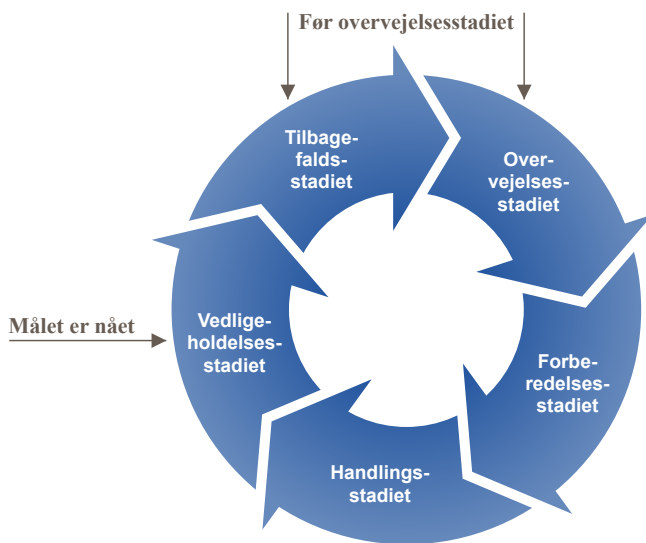 Før overvejelsesstadiet
Tilbage-
falds-
stadiet
Over-
vejelses-
stadiet
Målet er nået
Vedlige-
holdelses-
stadiet
Forbe-
redelses-
stadiet
Handlings-
stadiet